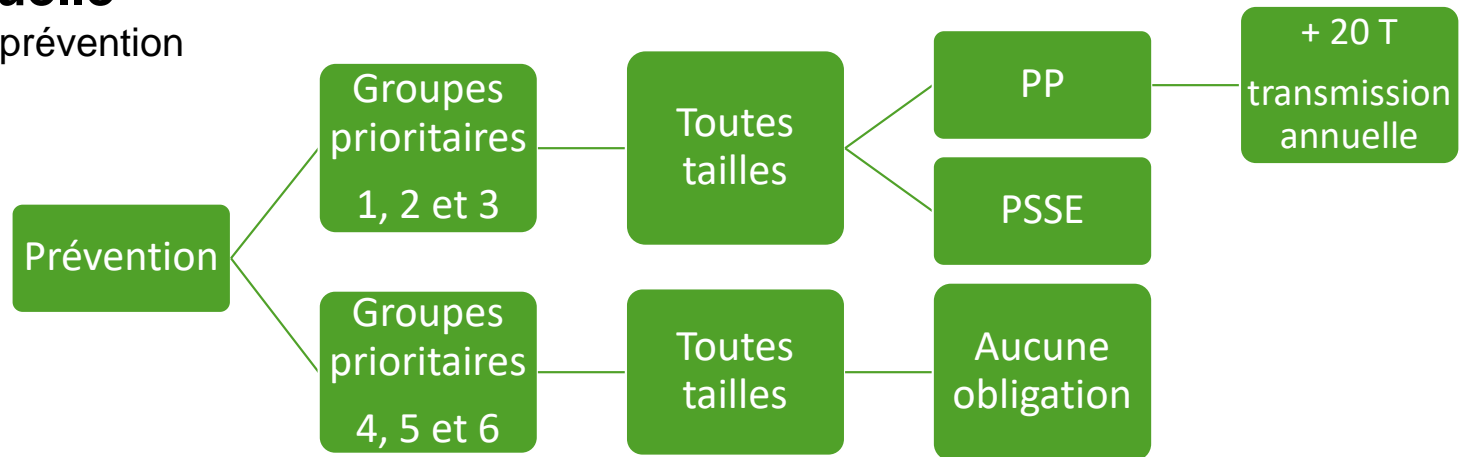 prévention
Prévention
Groupes
prioritaires
1, 2 et 3
Toutes
tailles
PP
+ 20 T
transmission
annuelle
PSSE
Groupes
prioritaires
4, 5 et 6
Toutes
tailles
Aucune
obligation